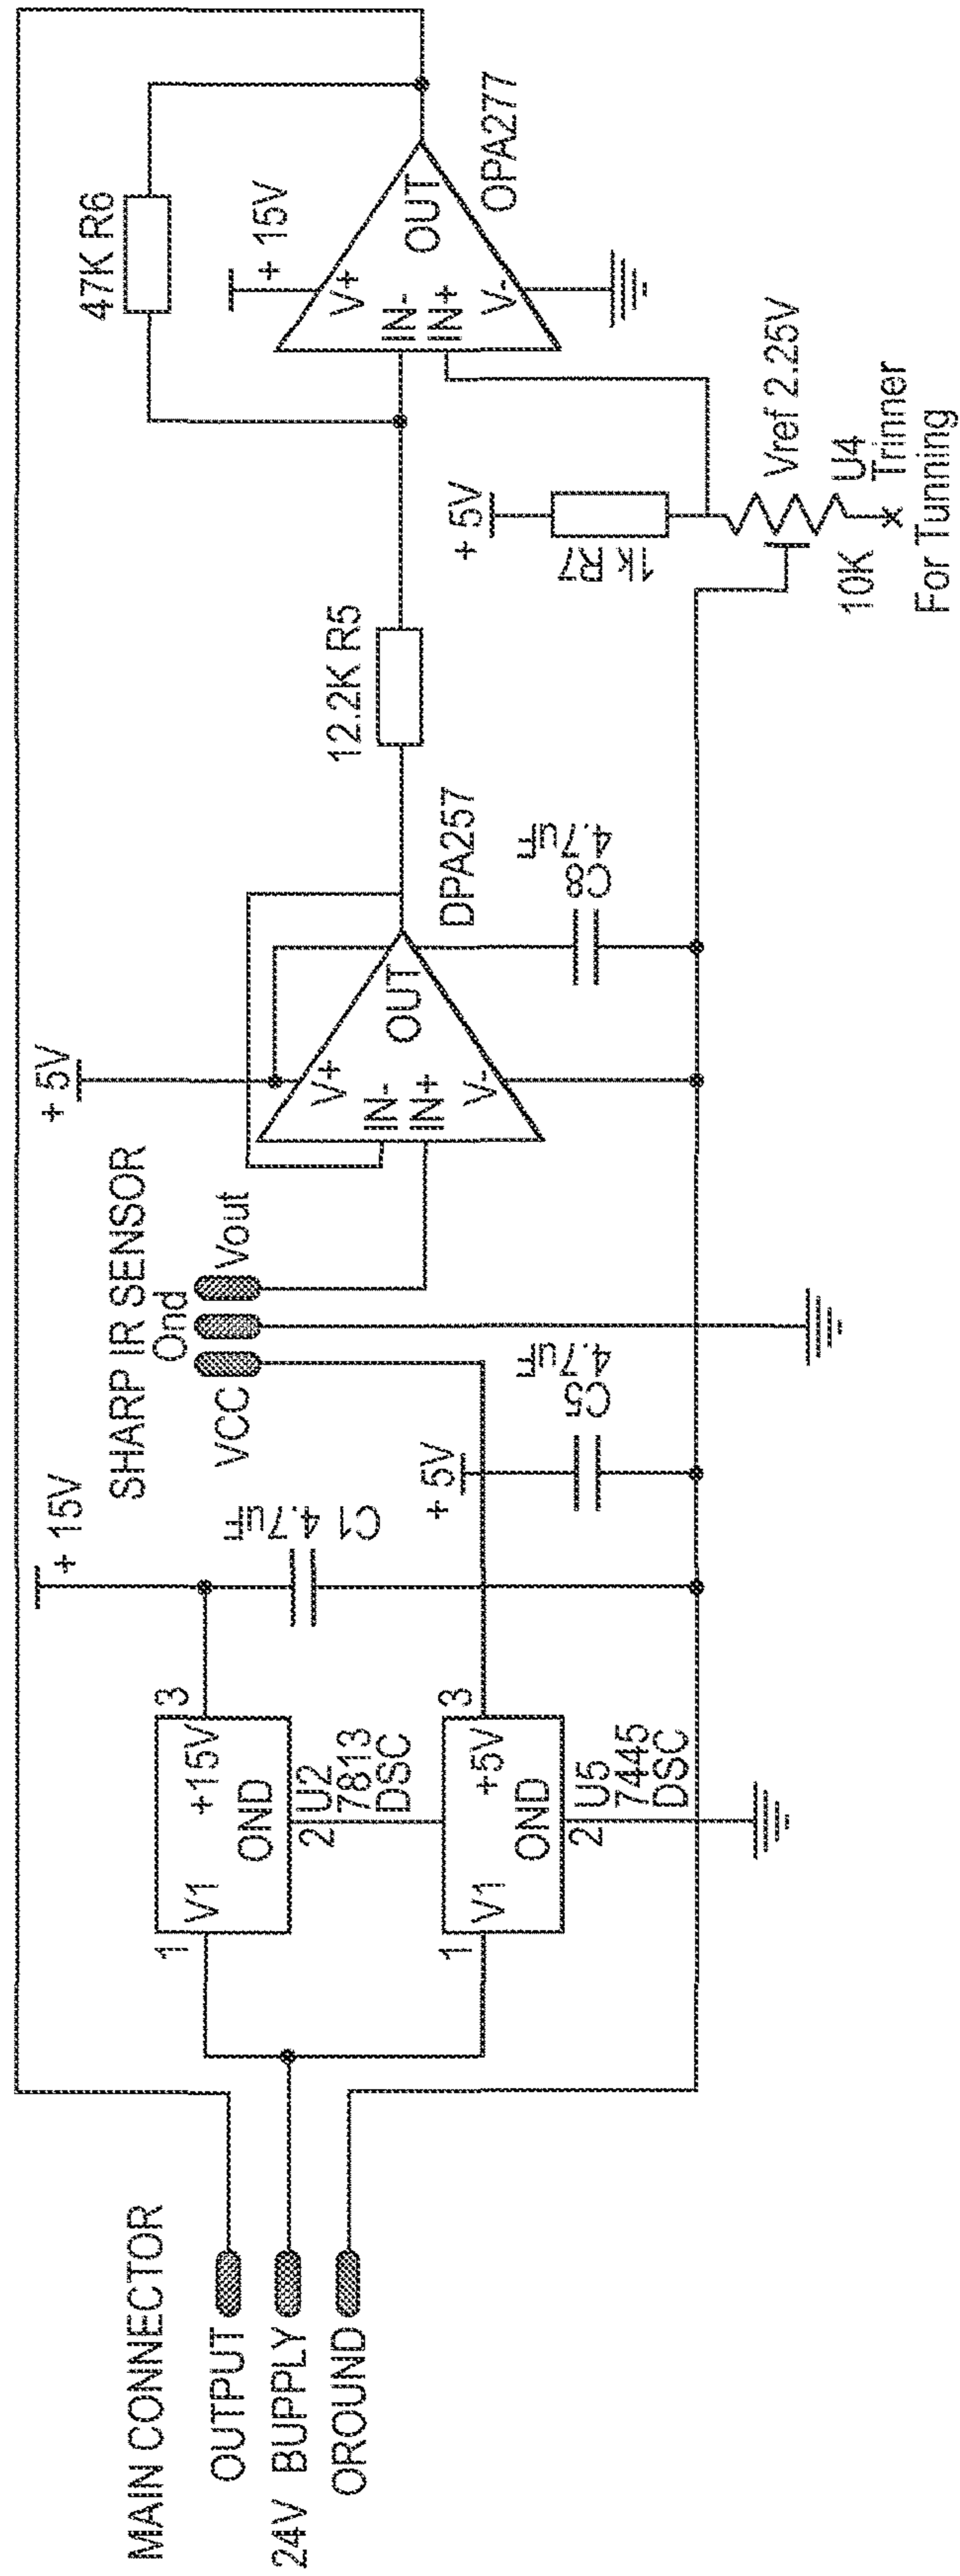 MAIN CONNECTOR
OUTPUT
24V BUPPLY
OROUND
1
V1
+15V
3
OND
2
U2
7813
DSC
1
V1
+5V
3
OND
2
U5
7445
DSC
+ 15V
C1 4.7uF
+ 5V
C5
4.7uF
SHARP IR SENSOR
VCC
Ond
Vout
+ 5V
V+
IN-
IN+
V-
OUT
DPA257
C8
4.7uF
12.2K R5
47K R6
+ 15V
V+
IN-
IN+
V-
OUT
OPA277
+ 5V
1k R7
Vref 2.25V
10K
U4
Trinner
For Tunning